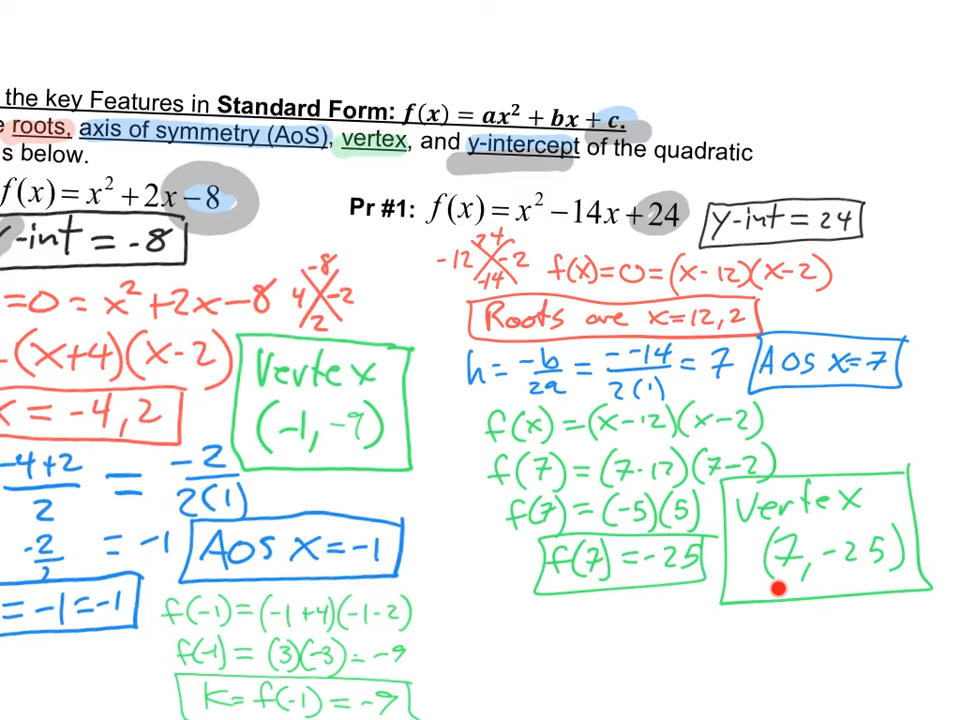 the key Features in Standard Form: f(x) = ax² + bx + c.
roots, axis of symmetry (AoS), vertex, and y-intercept of the quadratic
s below.
f(x) = x² + 2x − 8
-int = -8
= 0 = x² + 2x - 8
-8
4 -2
2
(x+4)(x-2)
x = -4, 2
Vertex
(-1, -9)
-4+2
2
= -2
2(1)
-2
2
= -1
AOS x = -1
= -1 = -1
f(-1) = (-1+4)(-1-2)
f(-1) = (3)(-3) = -9
K = f(-1) = -9
Pr #1: f(x) = x² − 14x + 24
y-int = 24
24
-12 -2
-14
f(x) = 0 = (x-12)(x-2)
Roots are x = 12, 2
h = -b/2a = --14/2(1) = 7
AOS x = 7
f(x) = (x-12)(x-2)
f(7) = (7-12)(7-2)
f(7) = (-5)(5)
f(7) = -25
Vertex
(7, -25)